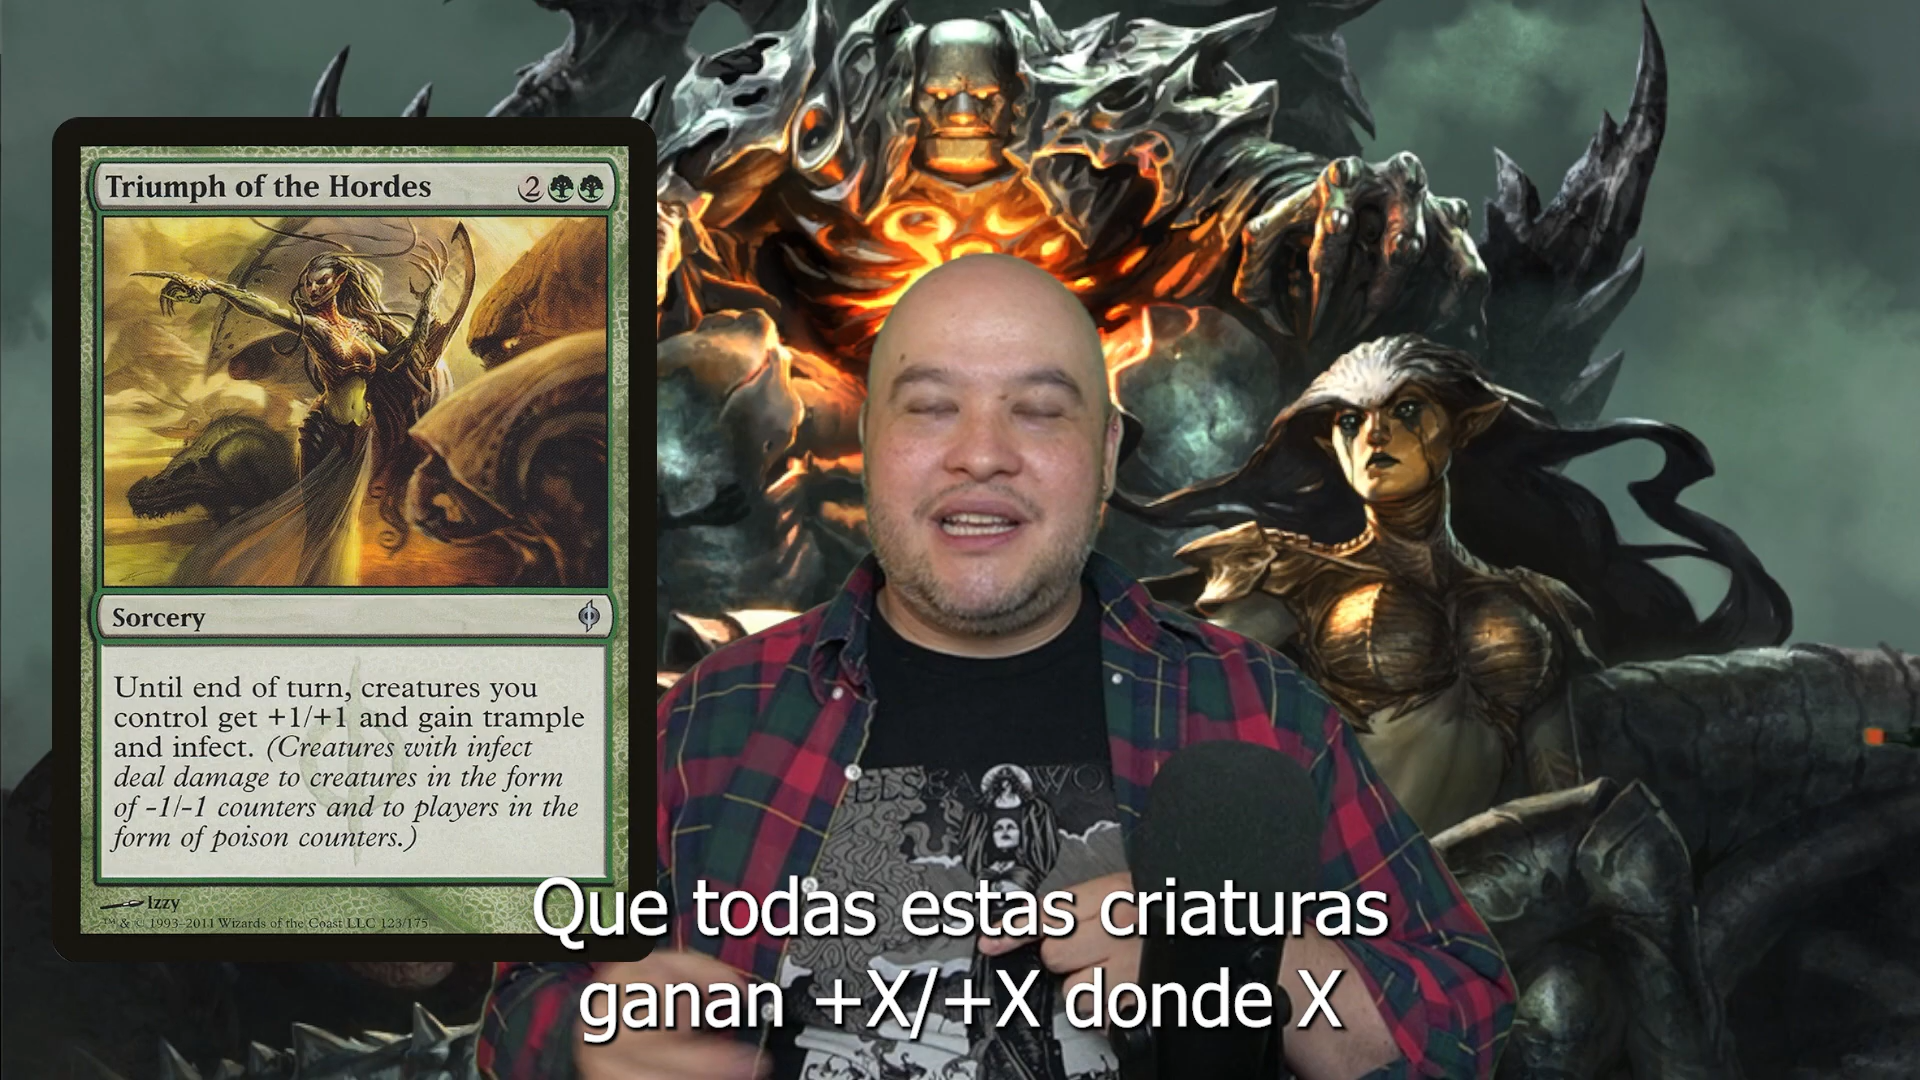 Triumph of the Hordes 2
Sorcery
Until end of turn, creatures you
control get +1/+1 and gain trample
and infect. (Creatures with infect
deal damage to creatures in the form
of -1/-1 counters and to players in the
form of poison counters.)
Izzy
™ & © 1993–2011 Wizards of the Coast LLC 123/175
ELSEA WO
Que todas estas criaturas
ganan +X/+X donde X